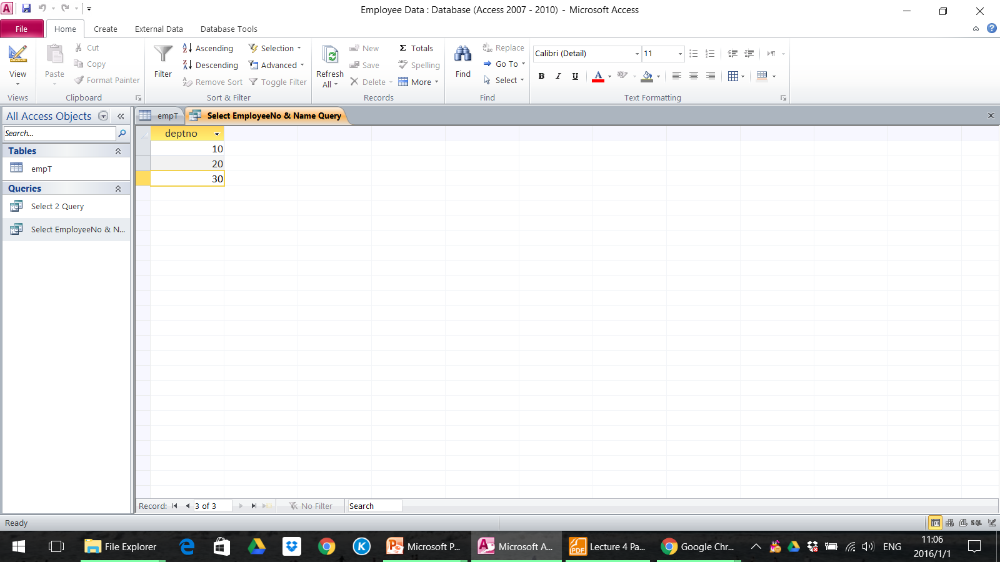 Employee Data : Database (Access 2007 - 2010) - Microsoft Access
File Home Create External Data Database Tools
View
Views
Paste
Cut
Copy
Format Painter
Clipboard
Filter
Ascending
Descending
Remove Sort
Selection
Advanced
Toggle Filter
Sort & Filter
Refresh
All
New
Save
Delete
Totals
Spelling
More
Records
Find
Replace
Go To
Select
Find
Calibri (Detail) 11
B I U A
Text Formatting
All Access Objects
Search...
Tables
empT
Queries
Select 2 Query
Select EmployeeNo & N...
empT Select EmployeeNo & Name Query
deptno
10
20
30
Record: 3 of 3 No Filter Search
Ready SQL
File Explorer Microsoft P... Microsoft A... PDF Lecture 4 Pa... Google Chr... ENG
11:06
2016/1/1